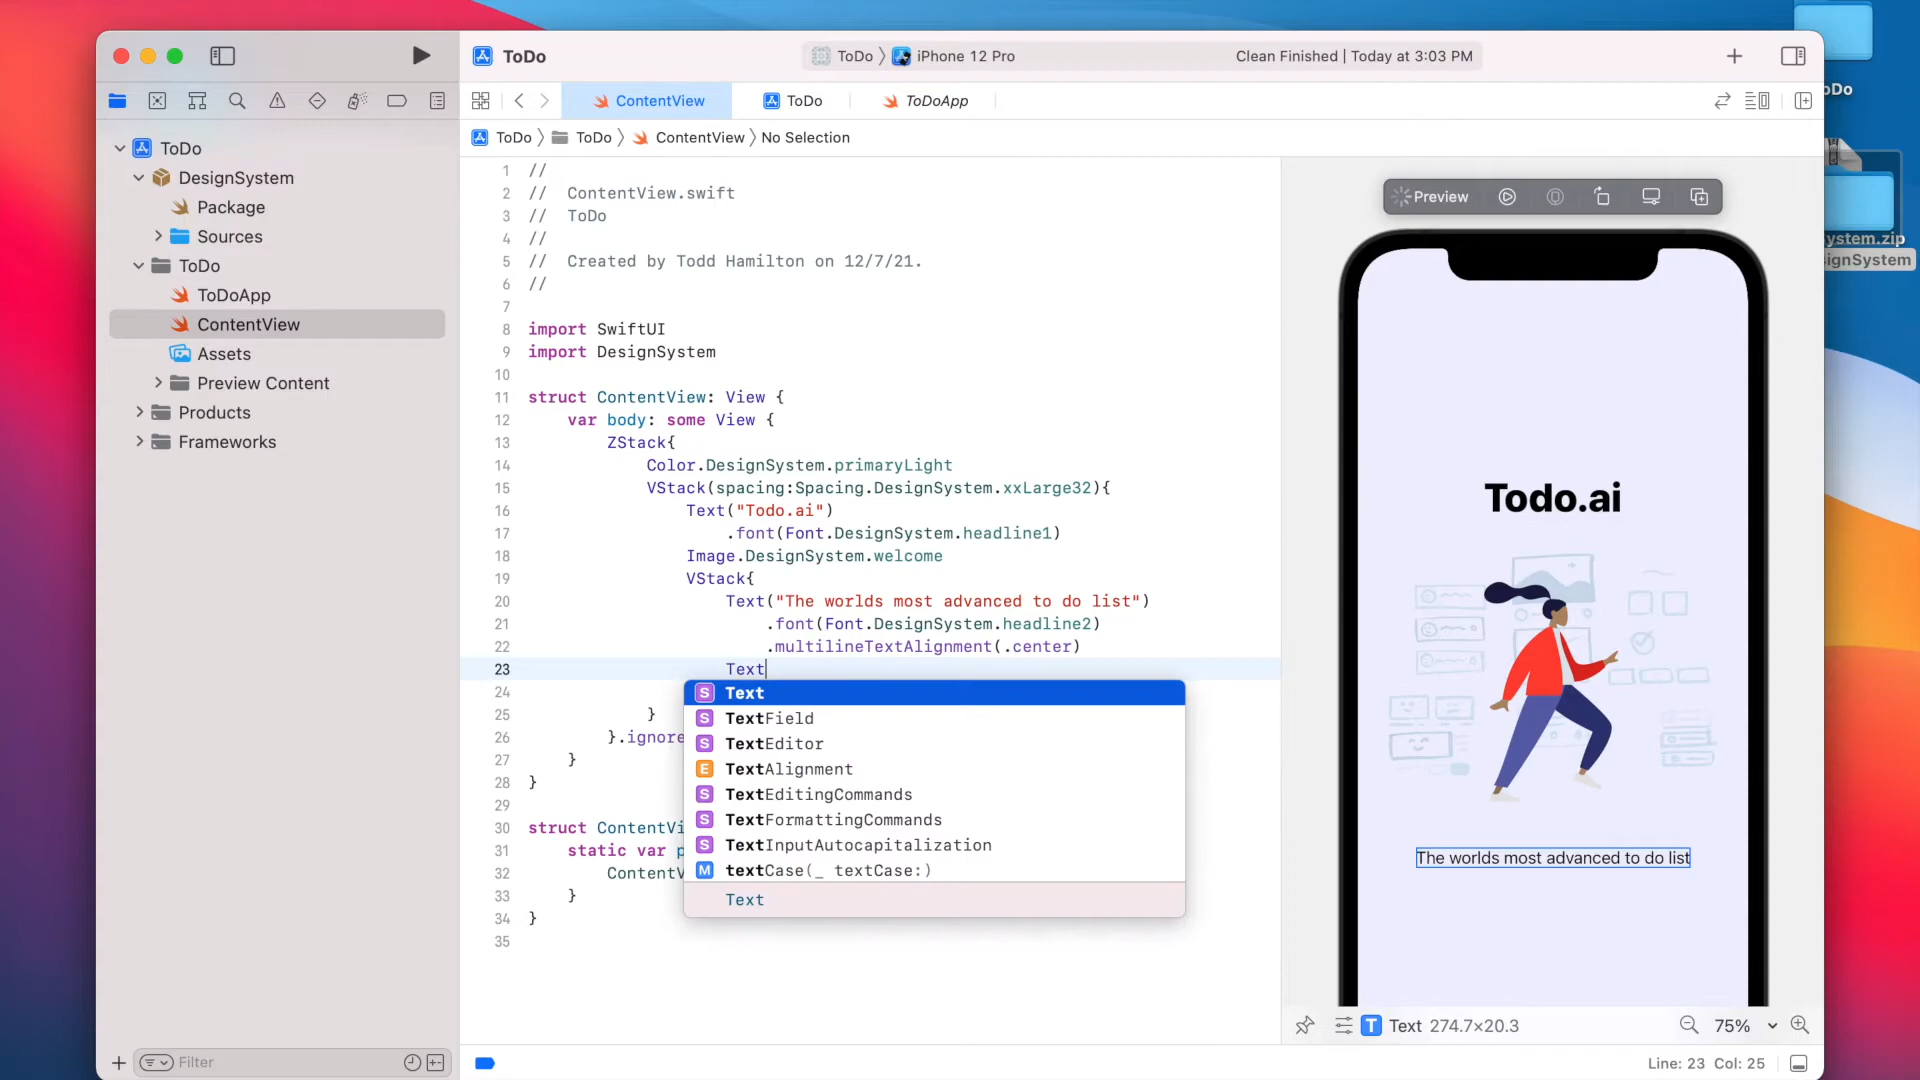 ToDo
ToDo
iPhone 12 Pro
Clean Finished | Today at 3:03 PM
ContentView
ToDo
ToDoApp
ToDo
ToDo
ContentView
No Selection
ToDo
DesignSystem
Package
Sources
ToDo
ToDoApp
ContentView
Assets
Preview Content
Products
Frameworks
Filter
1 //
2 // ContentView.swift
3 // ToDo
4 //
5 // Created by Todd Hamilton on 12/7/21.
6 //
7
8 import SwiftUI
9 import DesignSystem
10
11 struct ContentView: View {
12 var body: some View {
13 ZStack{
14 Color.DesignSystem.primaryLight
15 VStack(spacing:Spacing.DesignSystem.xxLarge32){
16 Text("Todo.ai")
17 .font(Font.DesignSystem.headline1)
18 Image.DesignSystem.welcome
19 VStack{
20 Text("The worlds most advanced to do list")
21 .font(Font.DesignSystem.headline2)
22 .multilineTextAlignment(.center)
23 Text
24
25 }
26 }.ignore
27 }
28 }
29
30 struct ContentVi
31 static var p
32 ContentV
33 }
34 }
35
S Text
S TextField
S TextEditor
E TextAlignment
S TextEditingCommands
S TextFormattingCommands
S TextInputAutocapitalization
M textCase(_ textCase:)
Text
Preview
Todo.ai
The worlds most advanced to do list
T Text 274.7×20.3
75%
Line: 23 Col: 25
oDo
ystem.zip
ignSystem